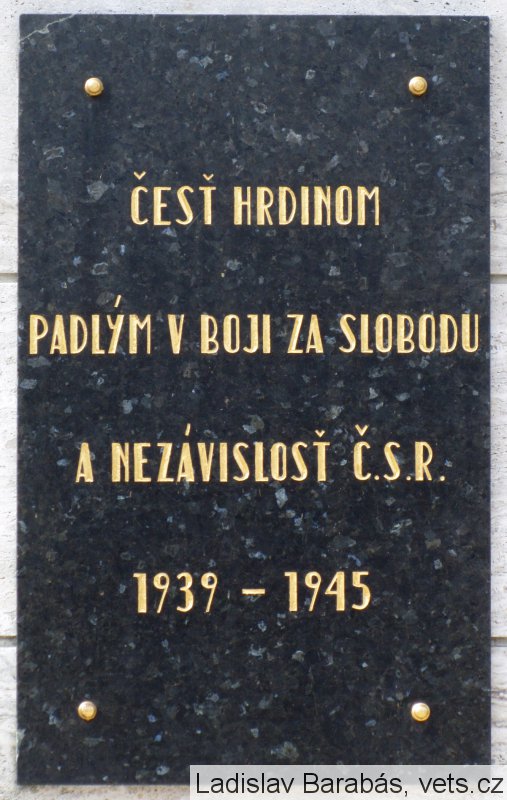 ČESŤ HRDINOM
PADLÝM V BOJI ZA SLOBODU
A NEZÁVISLOSŤ Č.S.R.
1939 – 1945
Ladislav Barabás, vets.cz